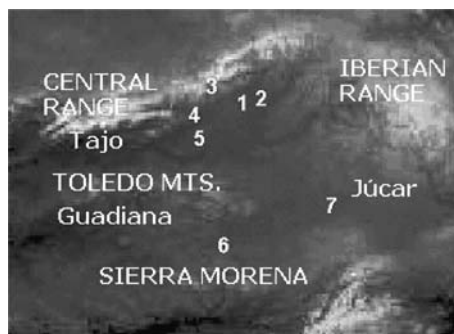 CENTRAL
RANGE
IBERIAN
RANGE
3
1 2
4
Tajo
5
TOLEDO MTS.
Júcar
Guadiana
7
6
SIERRA MORENA